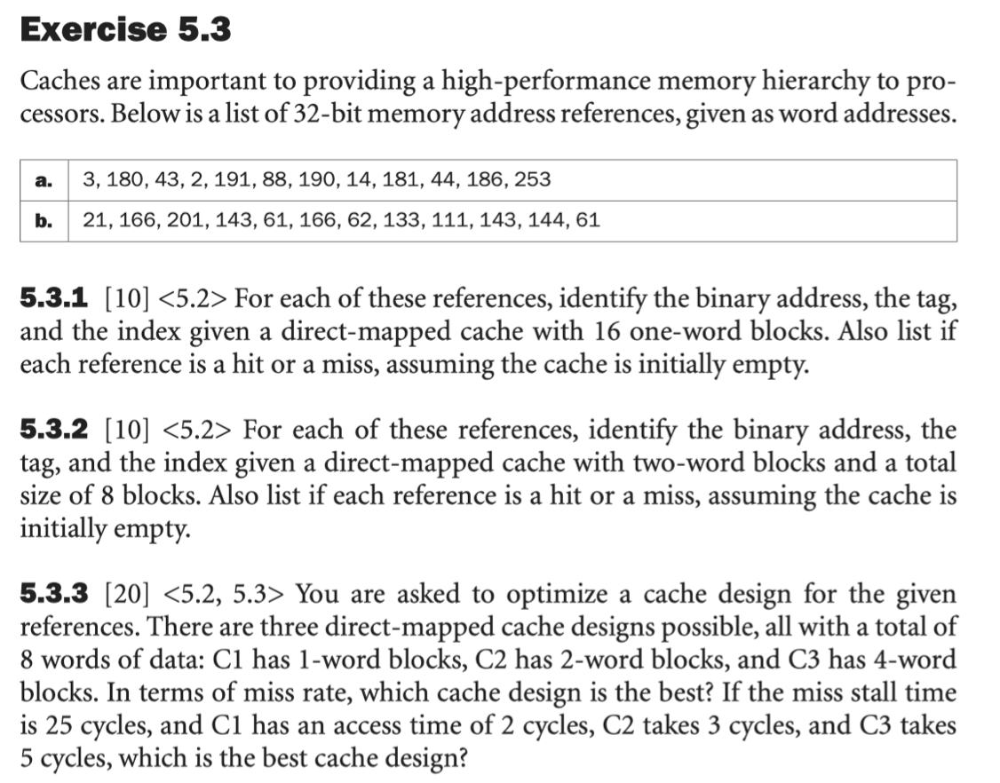 Exercise 5.3
Caches are important to providing a high-performance memory hierarchy to pro-
cessors. Below is a list of 32-bit memory address references, given as word addresses.
a. 3, 180, 43, 2, 191, 88, 190, 14, 181, 44, 186, 253
b. 21, 166, 201, 143, 61, 166, 62, 133, 111, 143, 144, 61
5.3.1 [10] <5.2> For each of these references, identify the binary address, the tag,
and the index given a direct-mapped cache with 16 one-word blocks. Also list if
each reference is a hit or a miss, assuming the cache is initially empty.
5.3.2 [10] <5.2> For each of these references, identify the binary address, the
tag, and the index given a direct-mapped cache with two-word blocks and a total
size of 8 blocks. Also list if each reference is a hit or a miss, assuming the cache is
initially empty.
5.3.3 [20] <5.2, 5.3> You are asked to optimize a cache design for the given
references. There are three direct-mapped cache designs possible, all with a total of
8 words of data: C1 has 1-word blocks, C2 has 2-word blocks, and C3 has 4-word
blocks. In terms of miss rate, which cache design is the best? If the miss stall time
is 25 cycles, and C1 has an access time of 2 cycles, C2 takes 3 cycles, and C3 takes
5 cycles, which is the best cache design?